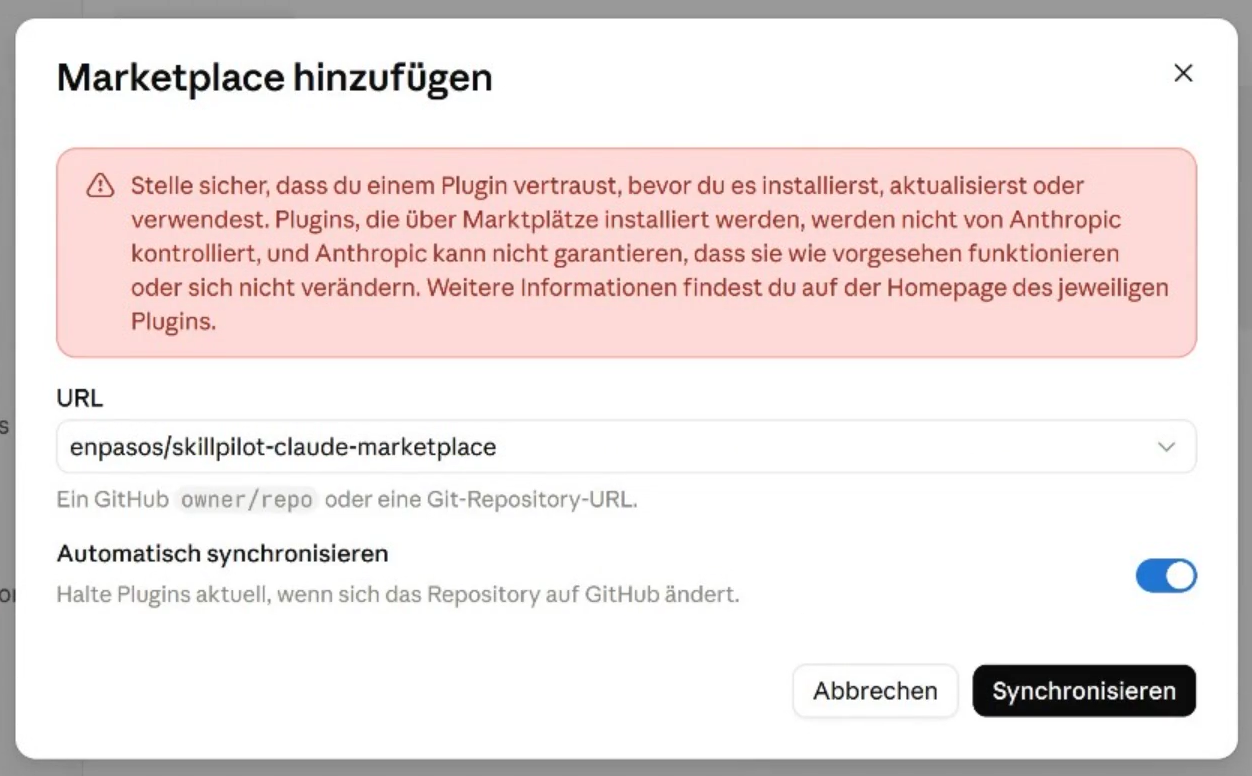 Marketplace hinzufügen
Stelle sicher, dass du einem Plugin vertraust, bevor du es installierst, aktualisierst oder
verwendest. Plugins, die über Marktplätze installiert werden, werden nicht von Anthropic
kontrolliert, und Anthropic kann nicht garantieren, dass sie wie vorgesehen funktionieren
oder sich nicht verändern. Weitere Informationen findest du auf der Homepage des jeweiligen
Plugins.
URL
enpasos/skillpilot-claude-marketplace
Ein GitHub owner/repo oder eine Git-Repository-URL.
Automatisch synchronisieren
Halte Plugins aktuell, wenn sich das Repository auf GitHub ändert.
Abbrechen
Synchronisieren